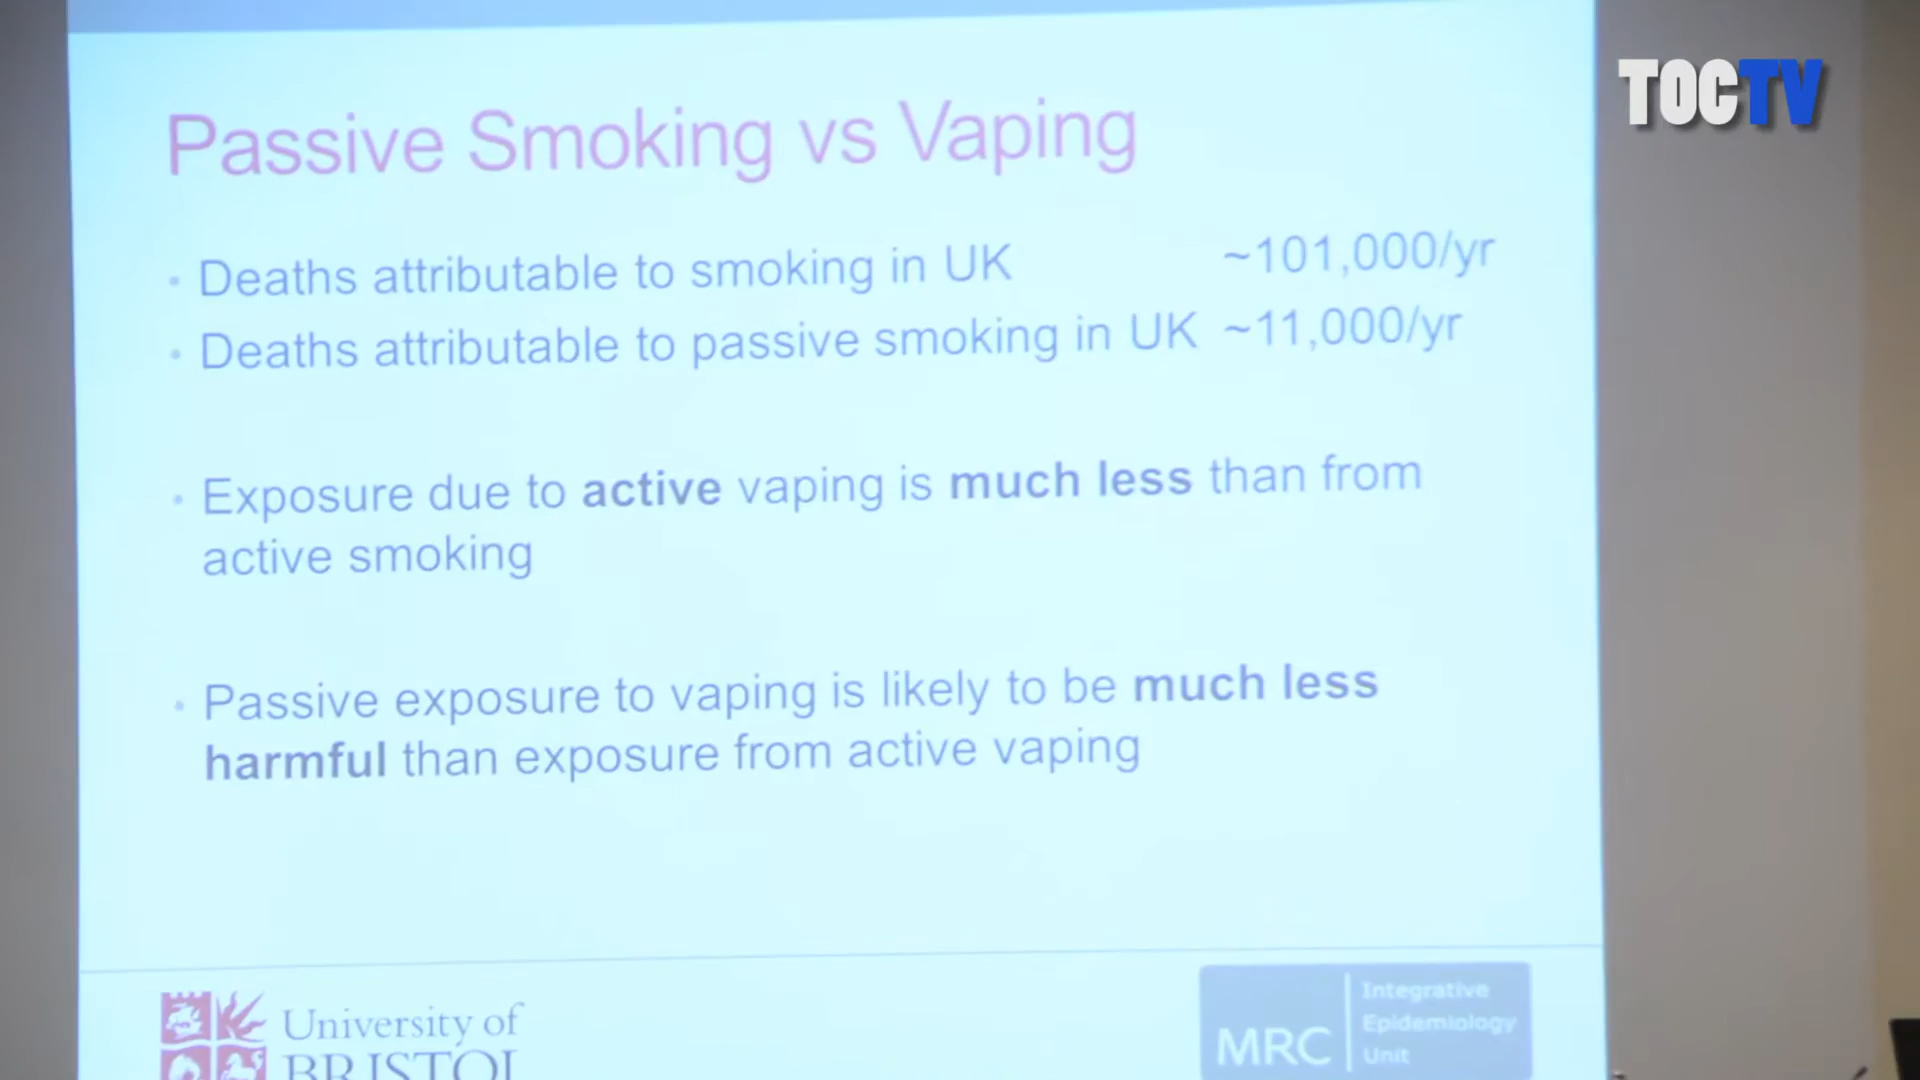 TOCTV
Passive Smoking vs Vaping
• Deaths attributable to smoking in UK ~101,000/yr
• Deaths attributable to passive smoking in UK ~11,000/yr
• Exposure due to active vaping is much less than from
active smoking
• Passive exposure to vaping is likely to be much less
harmful than exposure from active vaping
University of
BRISTOL
MRC
Integrative
Epidemiology
Unit